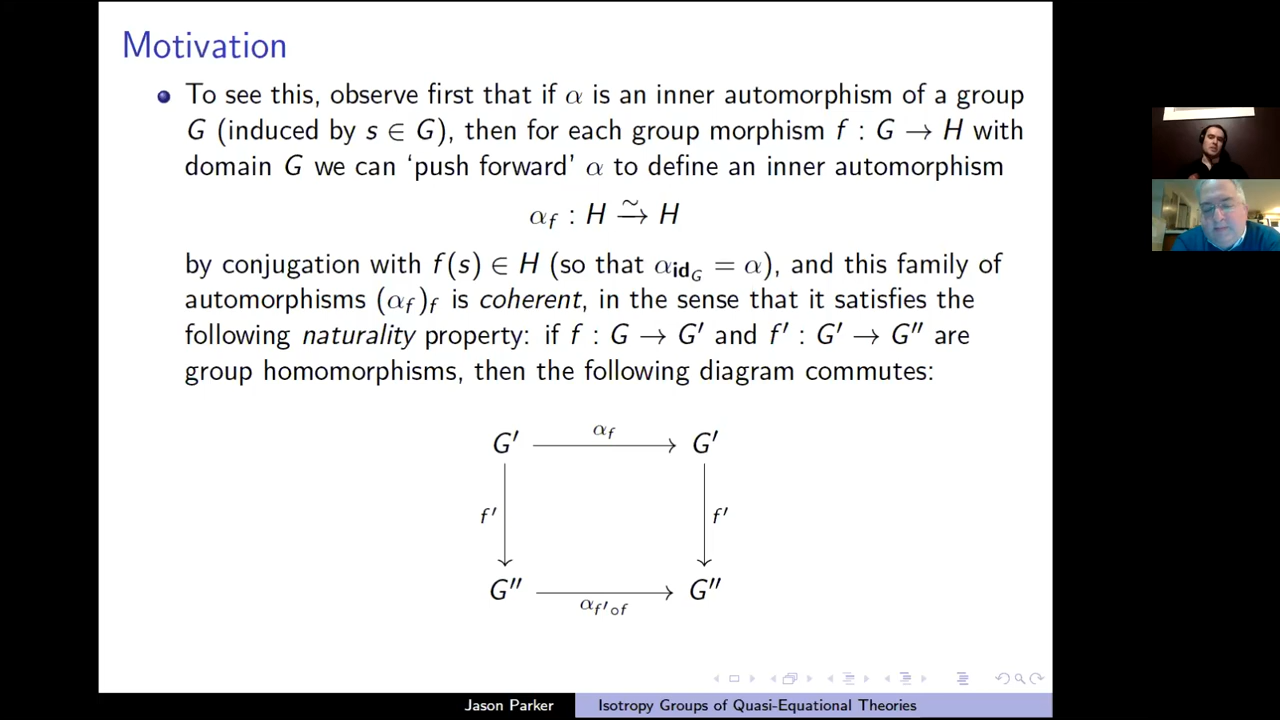 Motivation
To see this, observe first that if α is an inner automorphism of a group
G (induced by s ∈ G), then for each group morphism f : G → H with
domain G we can ‘push forward’ α to define an inner automorphism
α_f : H ⥲ H
by conjugation with f(s) ∈ H (so that α_{id_G} = α), and this family of
automorphisms (α_f)_f is coherent, in the sense that it satisfies the
following naturality property: if f : G → G′ and f′ : G′ → G″ are
group homomorphisms, then the following diagram commutes:
α_f
G′ G′
f′ f′
G″ G″
α_{f′∘f}
Jason Parker Isotropy Groups of Quasi-Equational Theories